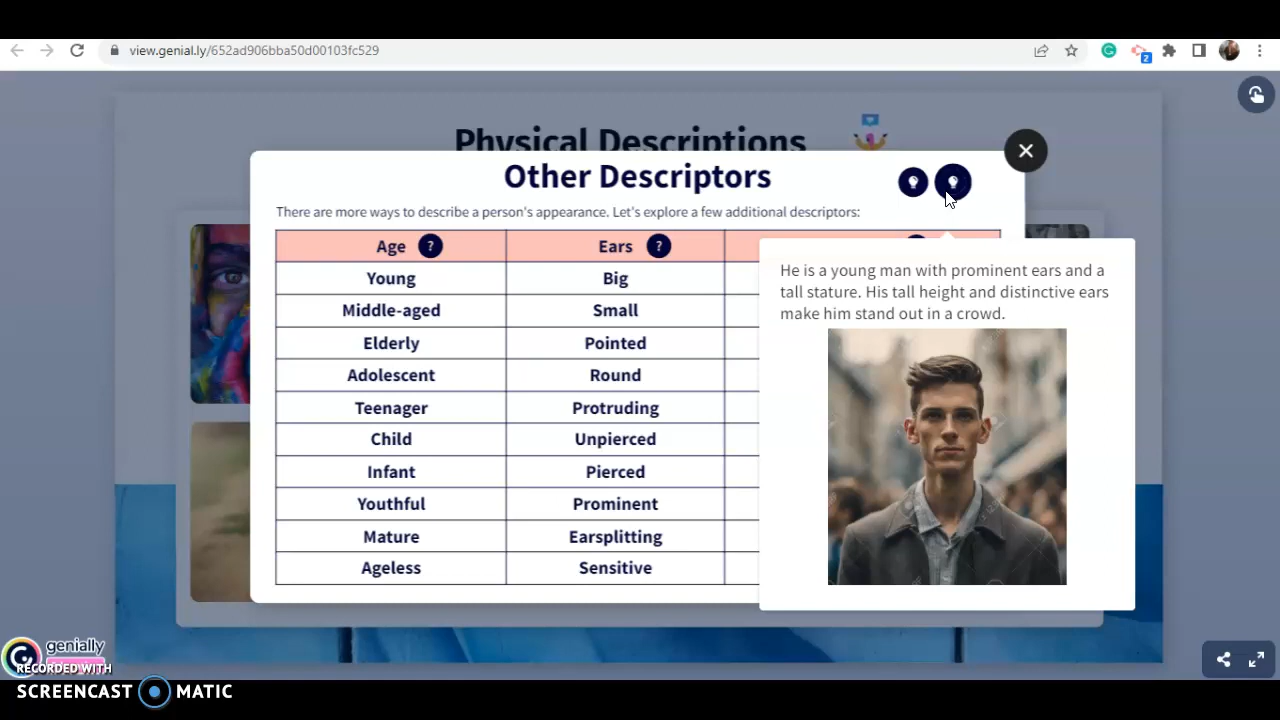 view.genial.ly/652ad906bba50d00103fc529
2
Physical Descriptions
Other Descriptors
There are more ways to describe a person's appearance. Let's explore a few additional descriptors:
Age ? Ears ?
Young Big
Middle-aged Small
Elderly Pointed
Adolescent Round
Teenager Protruding
Child Unpierced
Infant Pierced
Youthful Prominent
Mature Earsplitting
Ageless Sensitive
He is a young man with prominent ears and a
tall stature. His tall height and distinctive ears
make him stand out in a crowd.
genially
RECORDED WITH
SCREENCAST MATIC